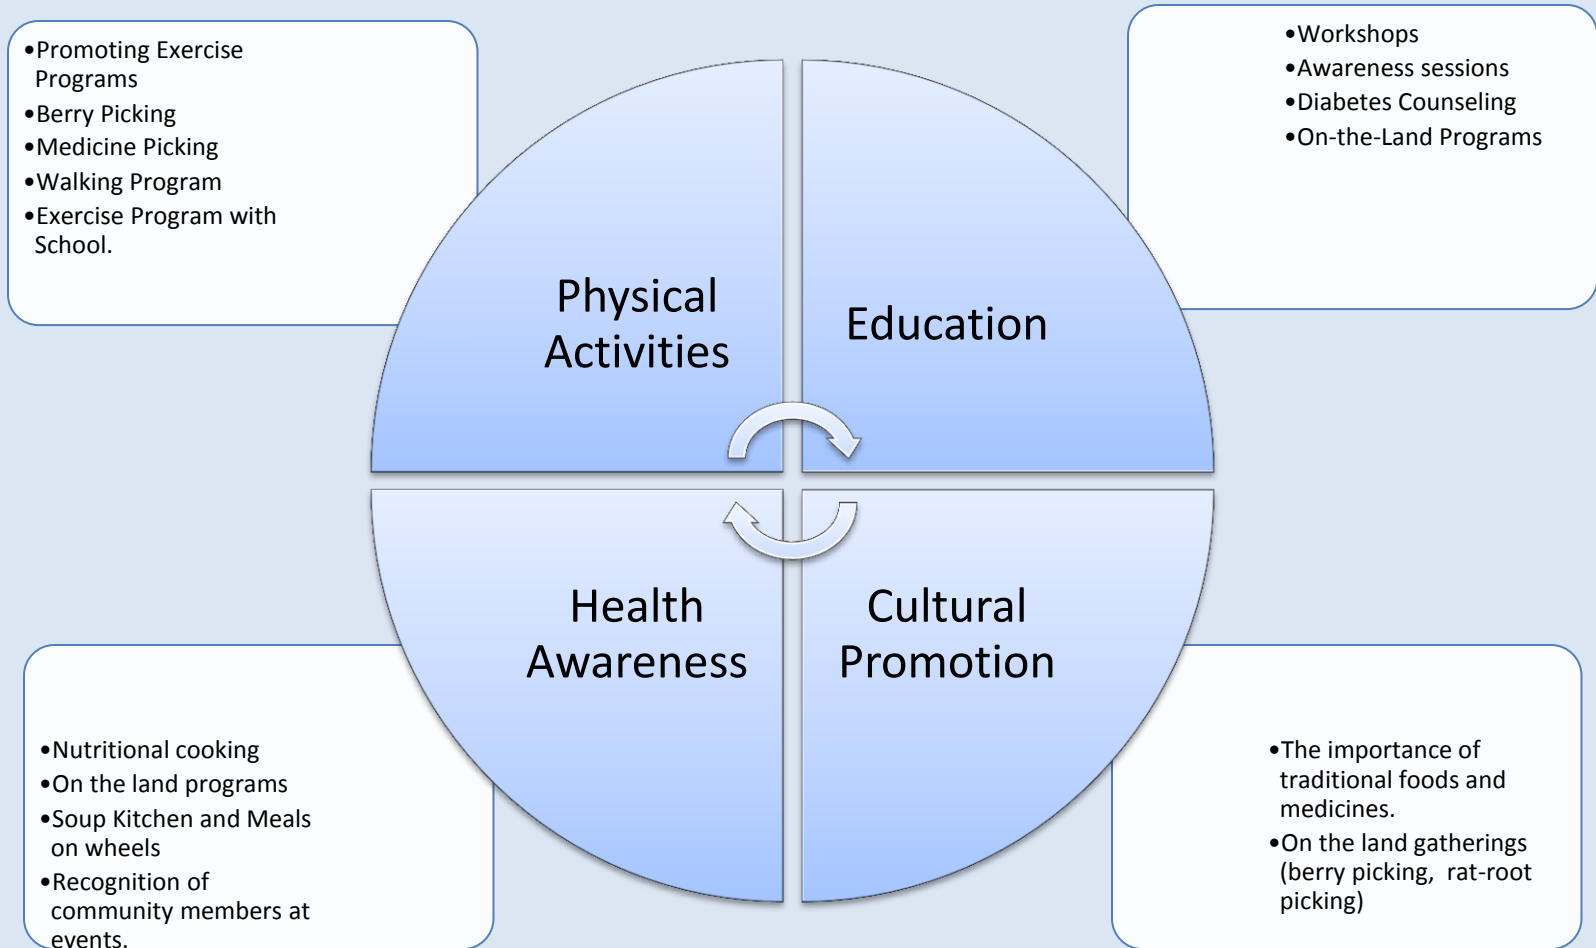 •Promoting Exercise
Programs
•Berry Picking
•Medicine Picking
•Walking Program
•Exercise Program with
School.
•Workshops
•Awareness sessions
•Diabetes Counseling
•On-the-Land Programs
Physical
Activities
Education
Health
Awareness
Cultural
Promotion
•Nutritional cooking
•On the land programs
•Soup Kitchen and Meals
on wheels
•Recognition of
community members at
events.
•The importance of
traditional foods and
medicines.
•On the land gatherings
(berry picking, rat-root
picking)